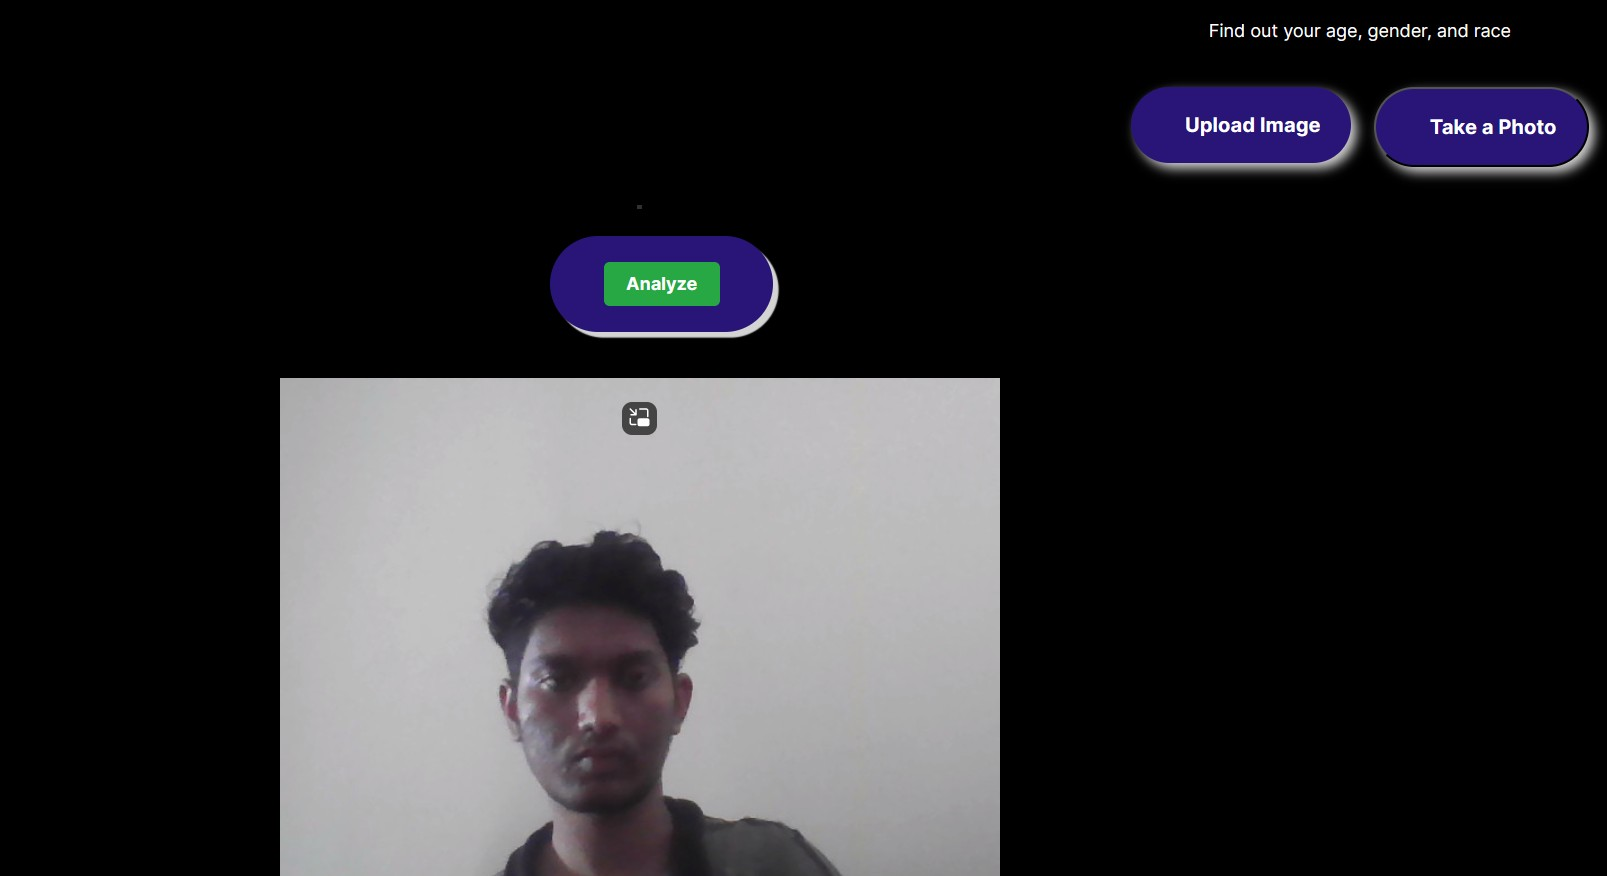 Find out your age, gender, and race
Upload Image
Take a Photo
Analyze